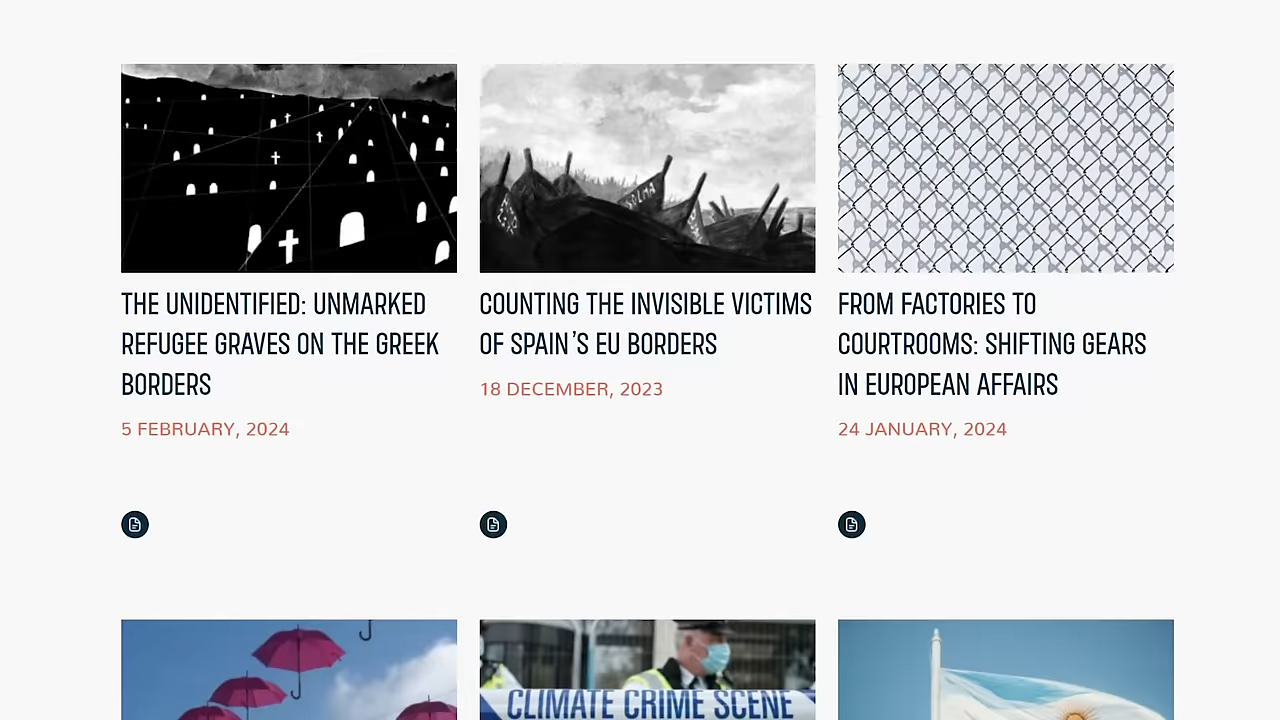 THE UNIDENTIFIED: UNMARKED
REFUGEE GRAVES ON THE GREEK
BORDERS
5 FEBRUARY, 2024
COUNTING THE INVISIBLE VICTIMS
OF SPAIN’S EU BORDERS
18 DECEMBER, 2023
FROM FACTORIES TO
COURTROOMS: SHIFTING GEARS
IN EUROPEAN AFFAIRS
24 JANUARY, 2024
CLIMATE CRIME SCENE